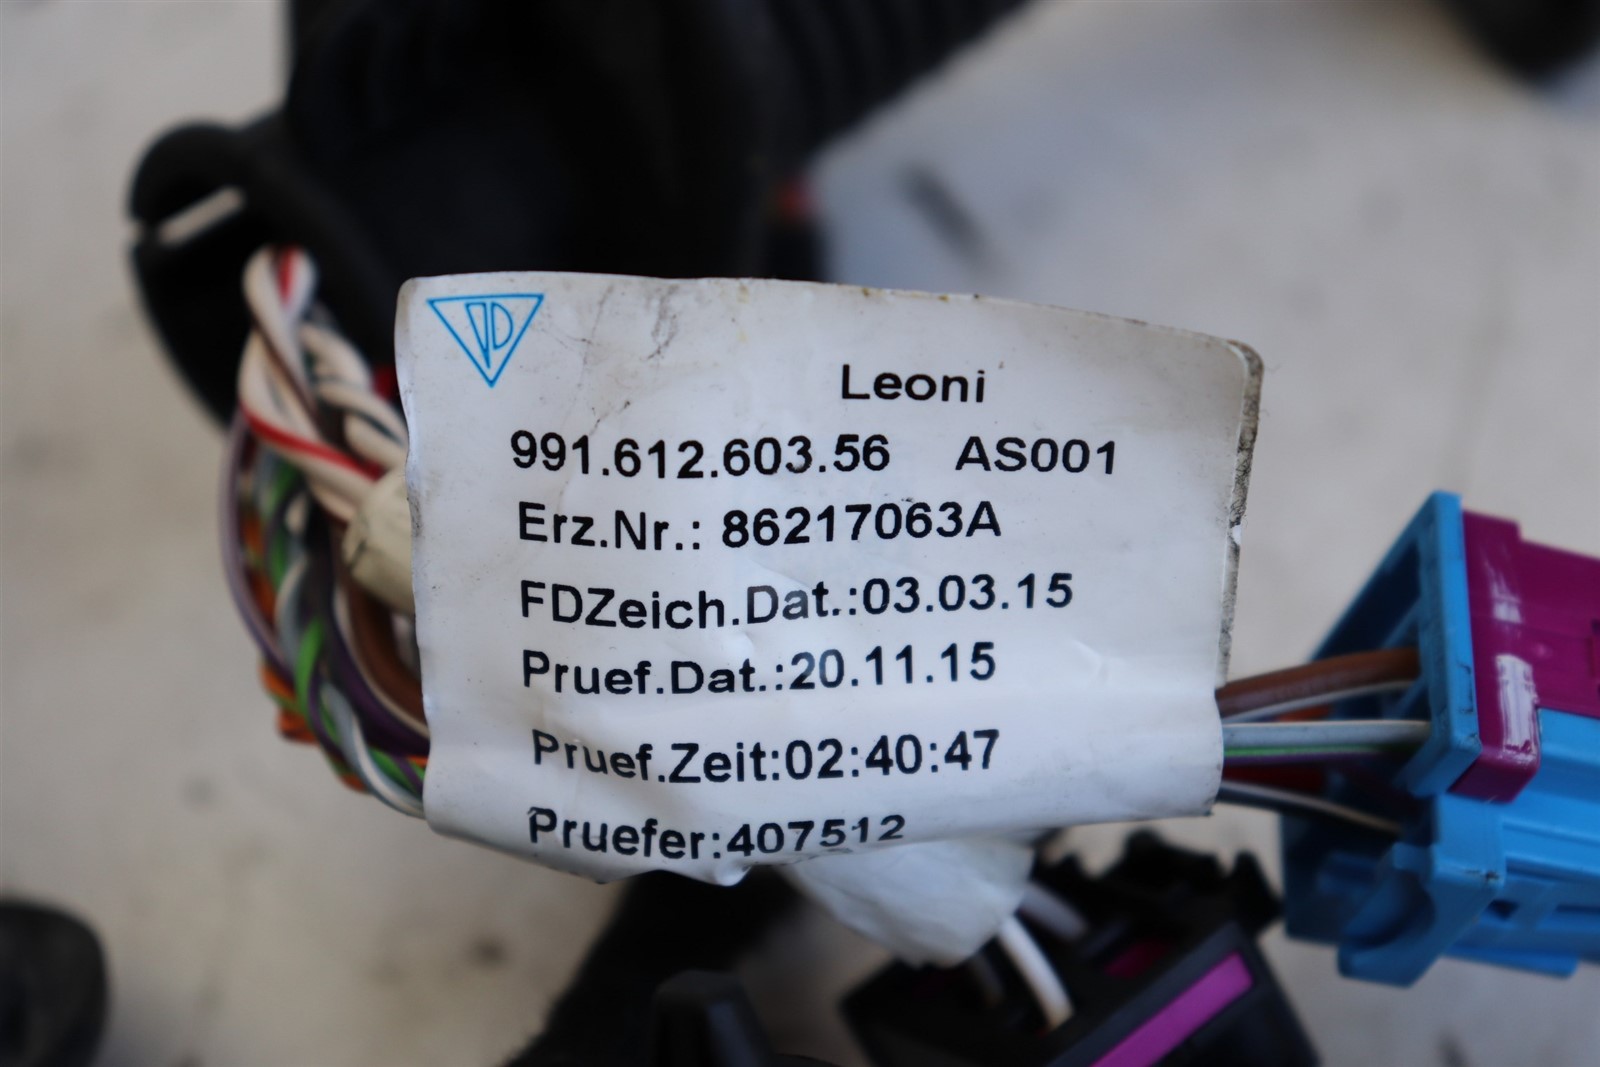 Leoni
991.612.603.56 AS001
Erz.Nr.: 86217063A
FDZeich.Dat.:03.03.15
Pruef.Dat.:20.11.15
Pruef.Zeit:02:40:47
Pruefer:407512